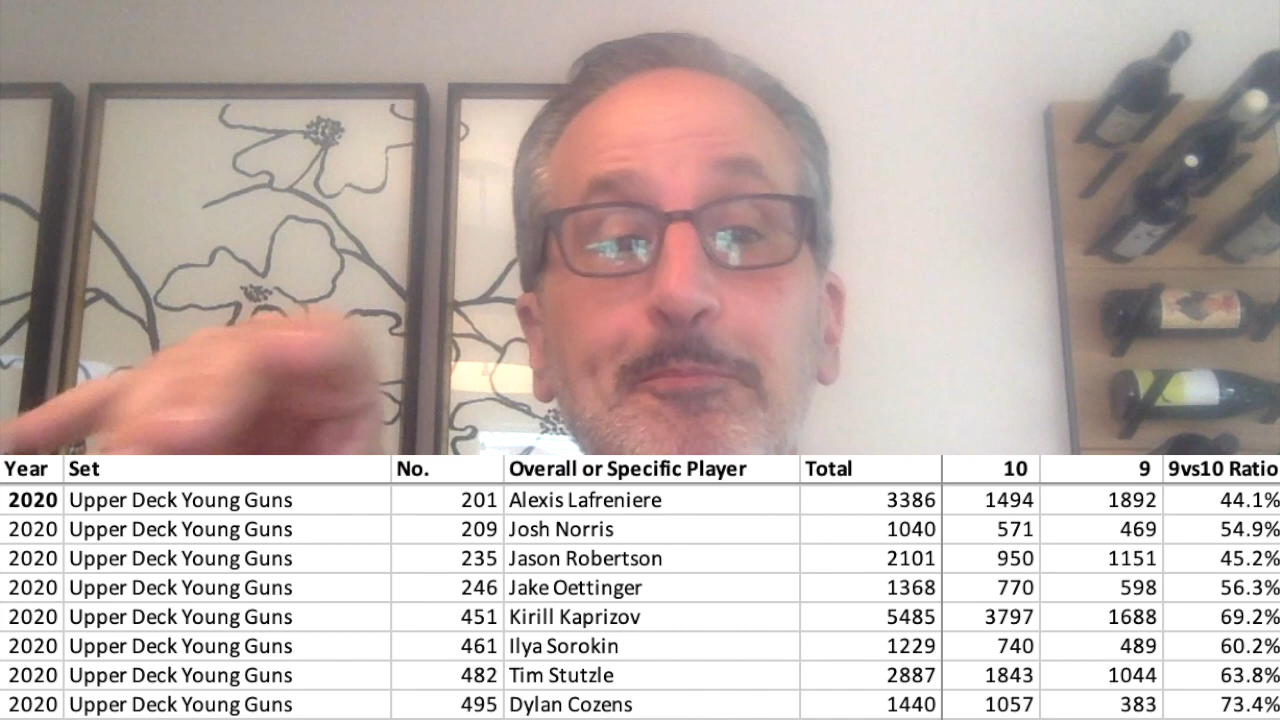 Year Set No. Overall or Specific Player Total 10 9 9vs10 Ratio
2020 Upper Deck Young Guns 201 Alexis Lafreniere 3386 1494 1892 44.1%
2020 Upper Deck Young Guns 209 Josh Norris 1040 571 469 54.9%
2020 Upper Deck Young Guns 235 Jason Robertson 2101 950 1151 45.2%
2020 Upper Deck Young Guns 246 Jake Oettinger 1368 770 598 56.3%
2020 Upper Deck Young Guns 451 Kirill Kaprizov 5485 3797 1688 69.2%
2020 Upper Deck Young Guns 461 Ilya Sorokin 1229 740 489 60.2%
2020 Upper Deck Young Guns 482 Tim Stutzle 2887 1843 1044 63.8%
2020 Upper Deck Young Guns 495 Dylan Cozens 1440 1057 383 73.4%